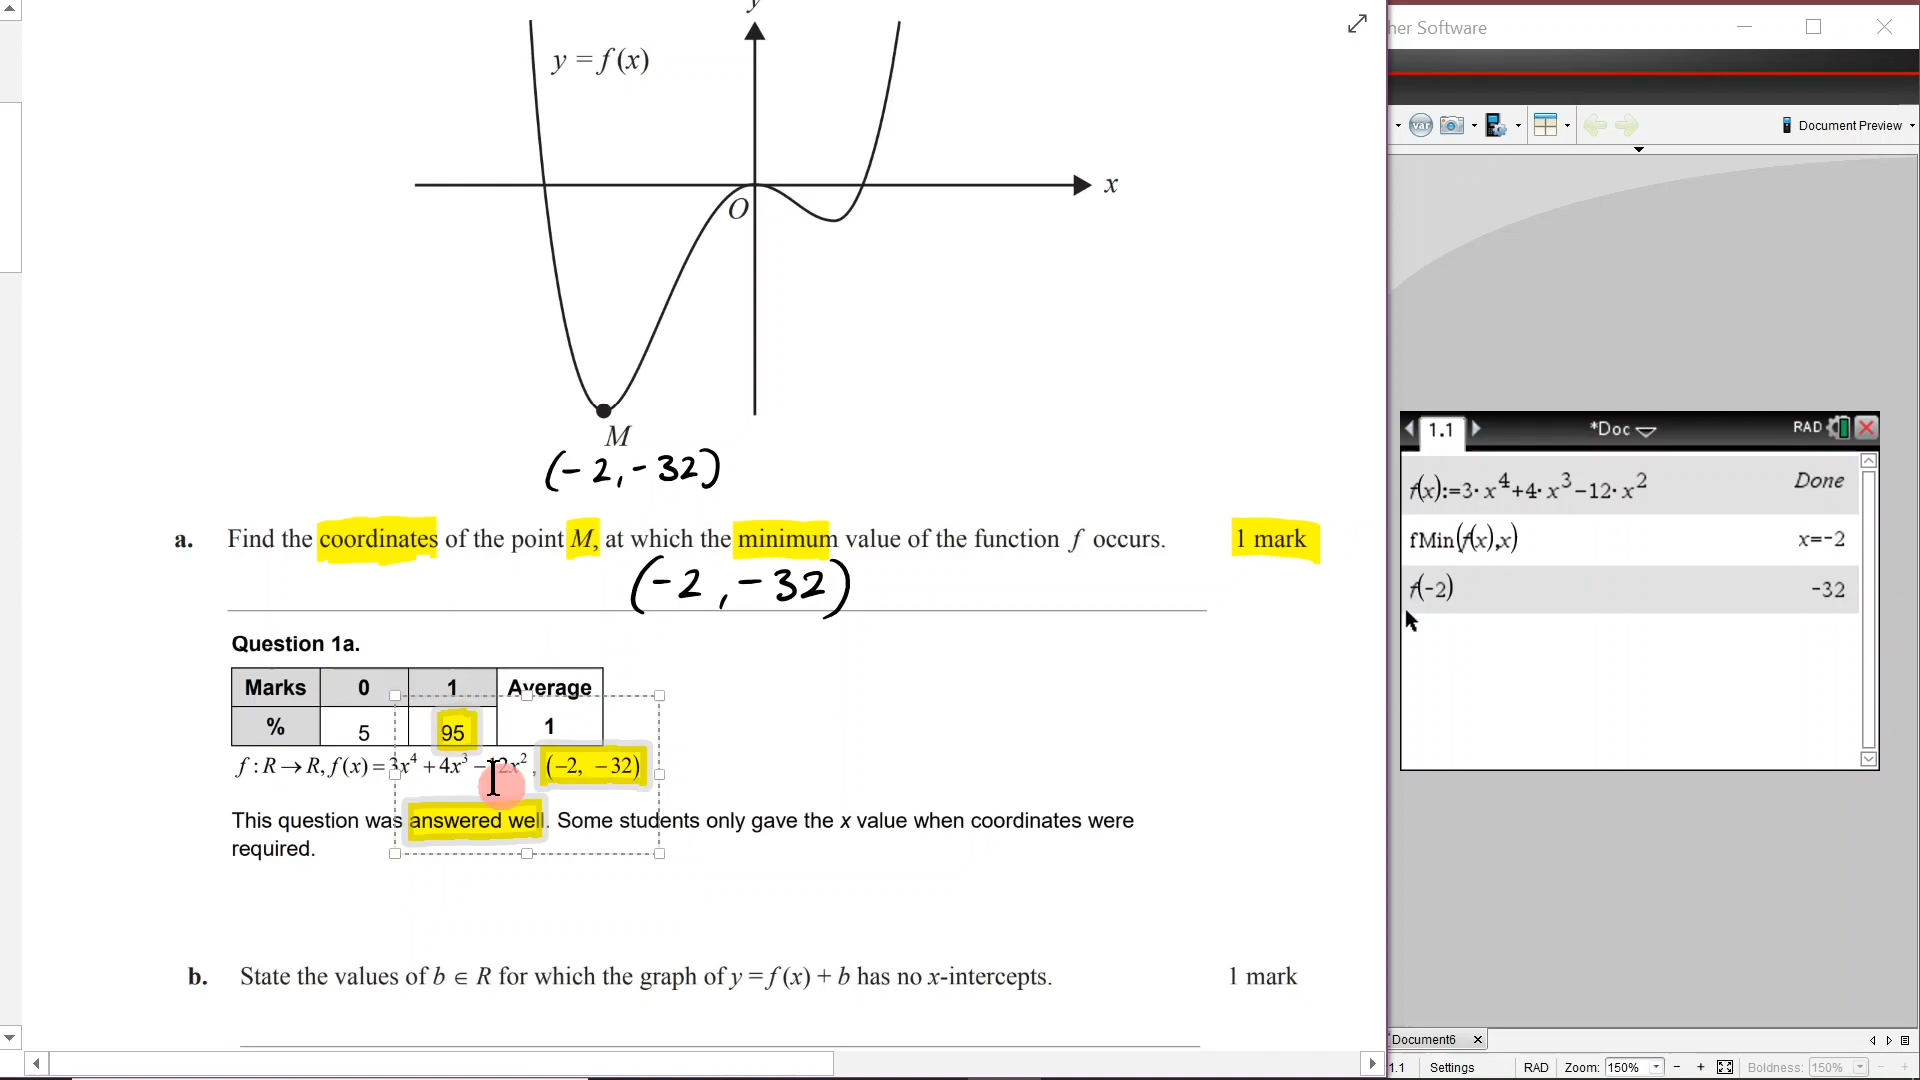 y
y = f (x)
x
O
M
(-2,-32)
a. Find the coordinates of the point M, at which the minimum value of the function f occurs. 1 mark
(-2,-32)
Question 1a.
Marks 0 1 Average
% 5 95 1
f : R → R, f(x) = 3x⁴ + 4x³ – 12x², (–2, –32)
This question was answered well. Some students only gave the x value when coordinates were
required.
b. State the values of b ∈ R for which the graph of y = f (x) + b has no x-intercepts. 1 mark
her Software
var
Document Preview
1.1 *Doc RAD
f(x):=3·x⁴+4·x³-12·x² Done
fMin(f(x),x) x=-2
f(-2) -32
Document6
1.1 Settings RAD Zoom: 150% - + Boldness: 150% - +